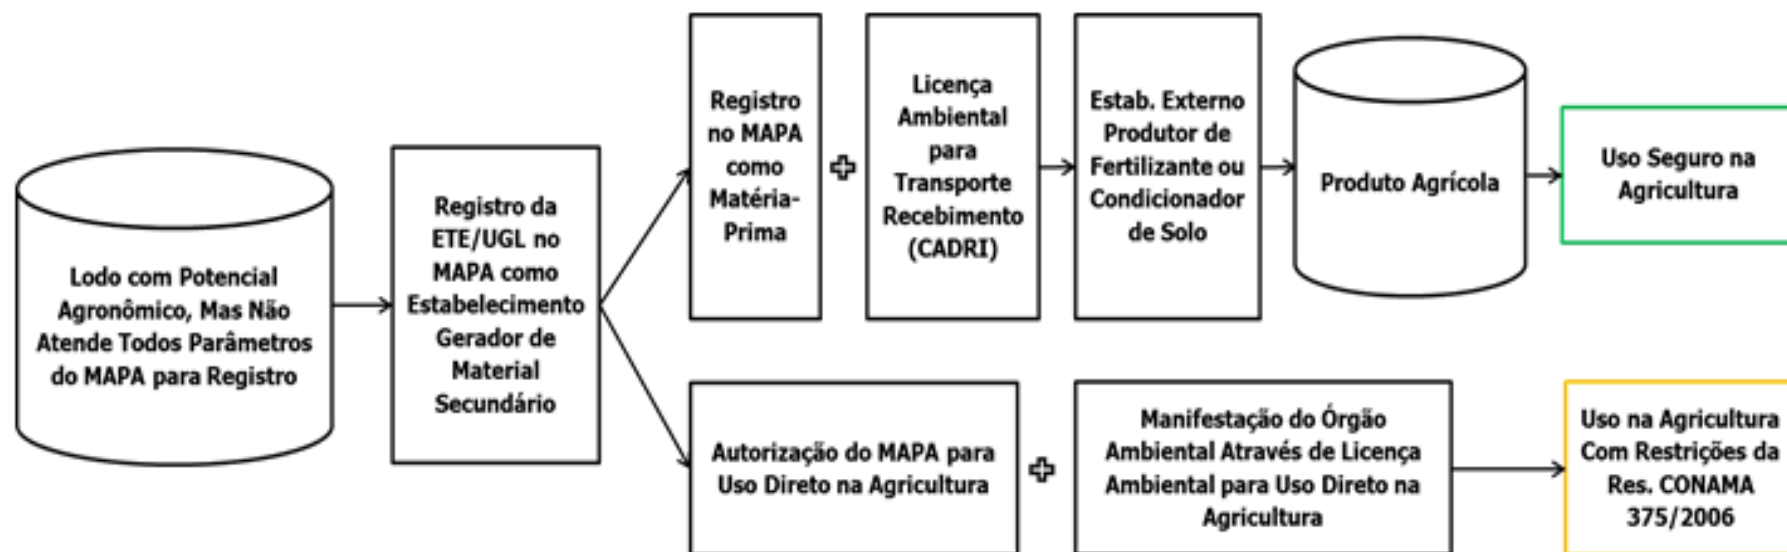 Lodo com Potencial
Agronômico, Mas Não
Atende Todos Parâmetros
do MAPA para Registro
Registro da
ETE/UGL no
MAPA como
Estabelecimento
Gerador de
Material
Secundário
Registro
no MAPA
como
Matéria-
Prima
Licença
Ambiental
para
Transporte
Recebimento
(CADRI)
Estab. Externo
Produtor de
Fertilizante ou
Condicionador
de Solo
Produto Agrícola
Uso Seguro na
Agricultura
Autorização do MAPA para
Uso Direto na Agricultura
Manifestação do Órgão
Ambiental Através de Licença
Ambiental para Uso Direto na
Agricultura
Uso na Agricultura
Com Restrições da
Res. CONAMA
375/2006